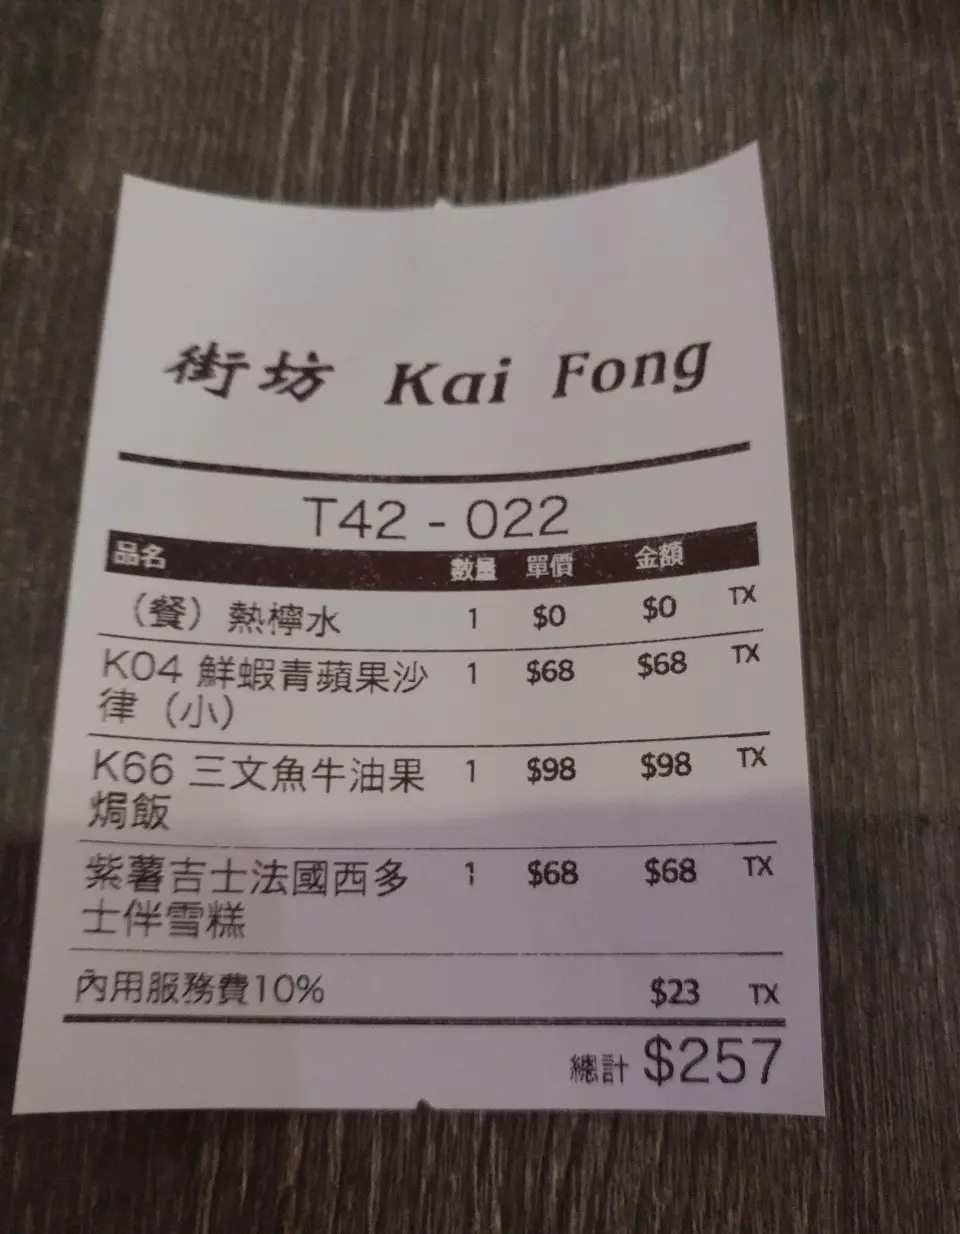 街坊 Kai Fong
T42 - 022
品名 數量 單價 金額
（餐）熱檸水 1 $0 $0 TX
K04 鮮蝦青蘋果沙 1 $68 $68 TX
律（小）
K66 三文魚牛油果 1 $98 $98 TX
焗飯
紫薯吉士法國西多 1 $68 $68 TX
士伴雪糕
內用服務費10% $23 TX
總計 $257